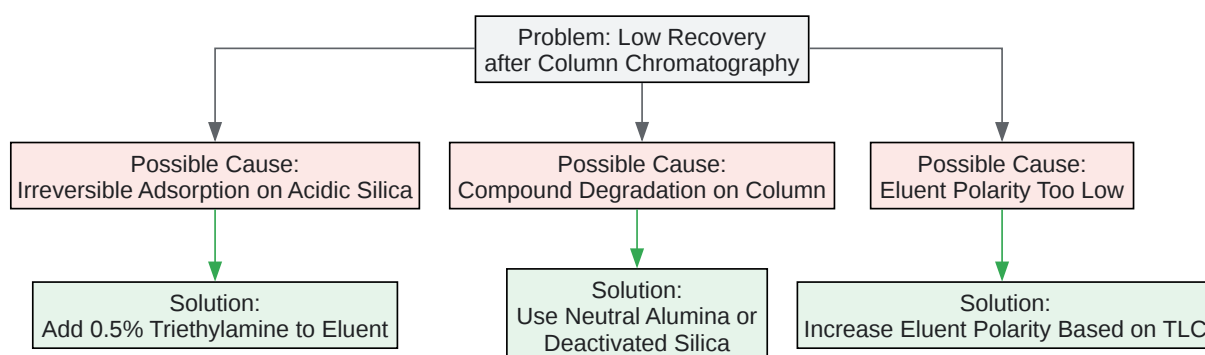 Problem: Low Recovery
after Column Chromatography
Possible Cause:
Irreversible Adsorption on Acidic Silica
Possible Cause:
Compound Degradation on Column
Possible Cause:
Eluent Polarity Too Low
Solution:
Add 0.5% Triethylamine to Eluent
Solution:
Use Neutral Alumina or
Deactivated Silica
Solution:
Increase Eluent Polarity Based on TLC